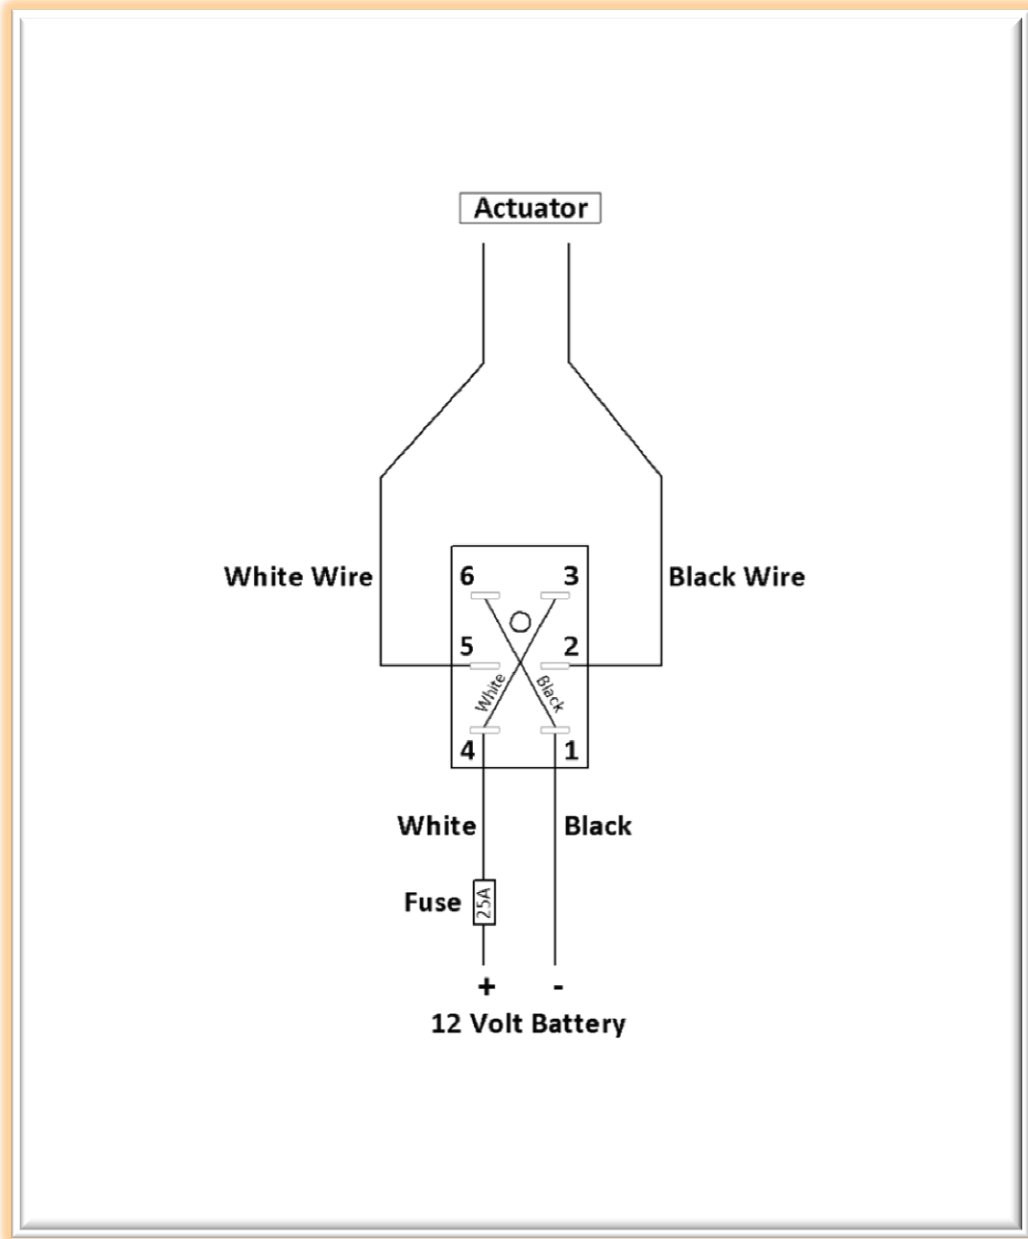 Actuator
White Wire
Black Wire
6 3
5 2
White
Black
4 1
White
Black
Fuse
25A
+ -
12 Volt Battery